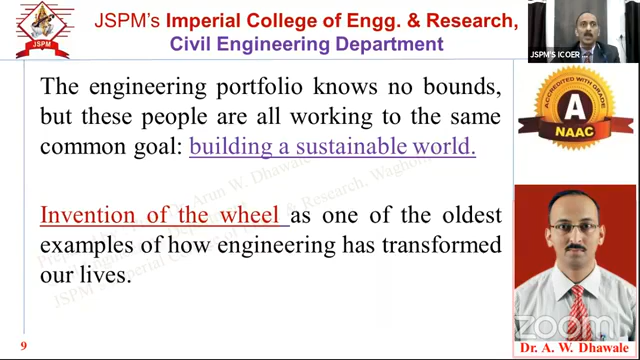 JSPM's Imperial College of Engg. & Research,
Civil Engineering Department
JSPM
JSPM'S ICOER ...
The engineering portfolio knows no bounds,
but these people are all working to the same
common goal: building a sustainable world.
Invention of the wheel as one of the oldest
examples of how engineering has transformed
our lives.
ACCREDITED WITH GRADE
A
NAAC
zoom
9
Dr. A. W. Dhawale